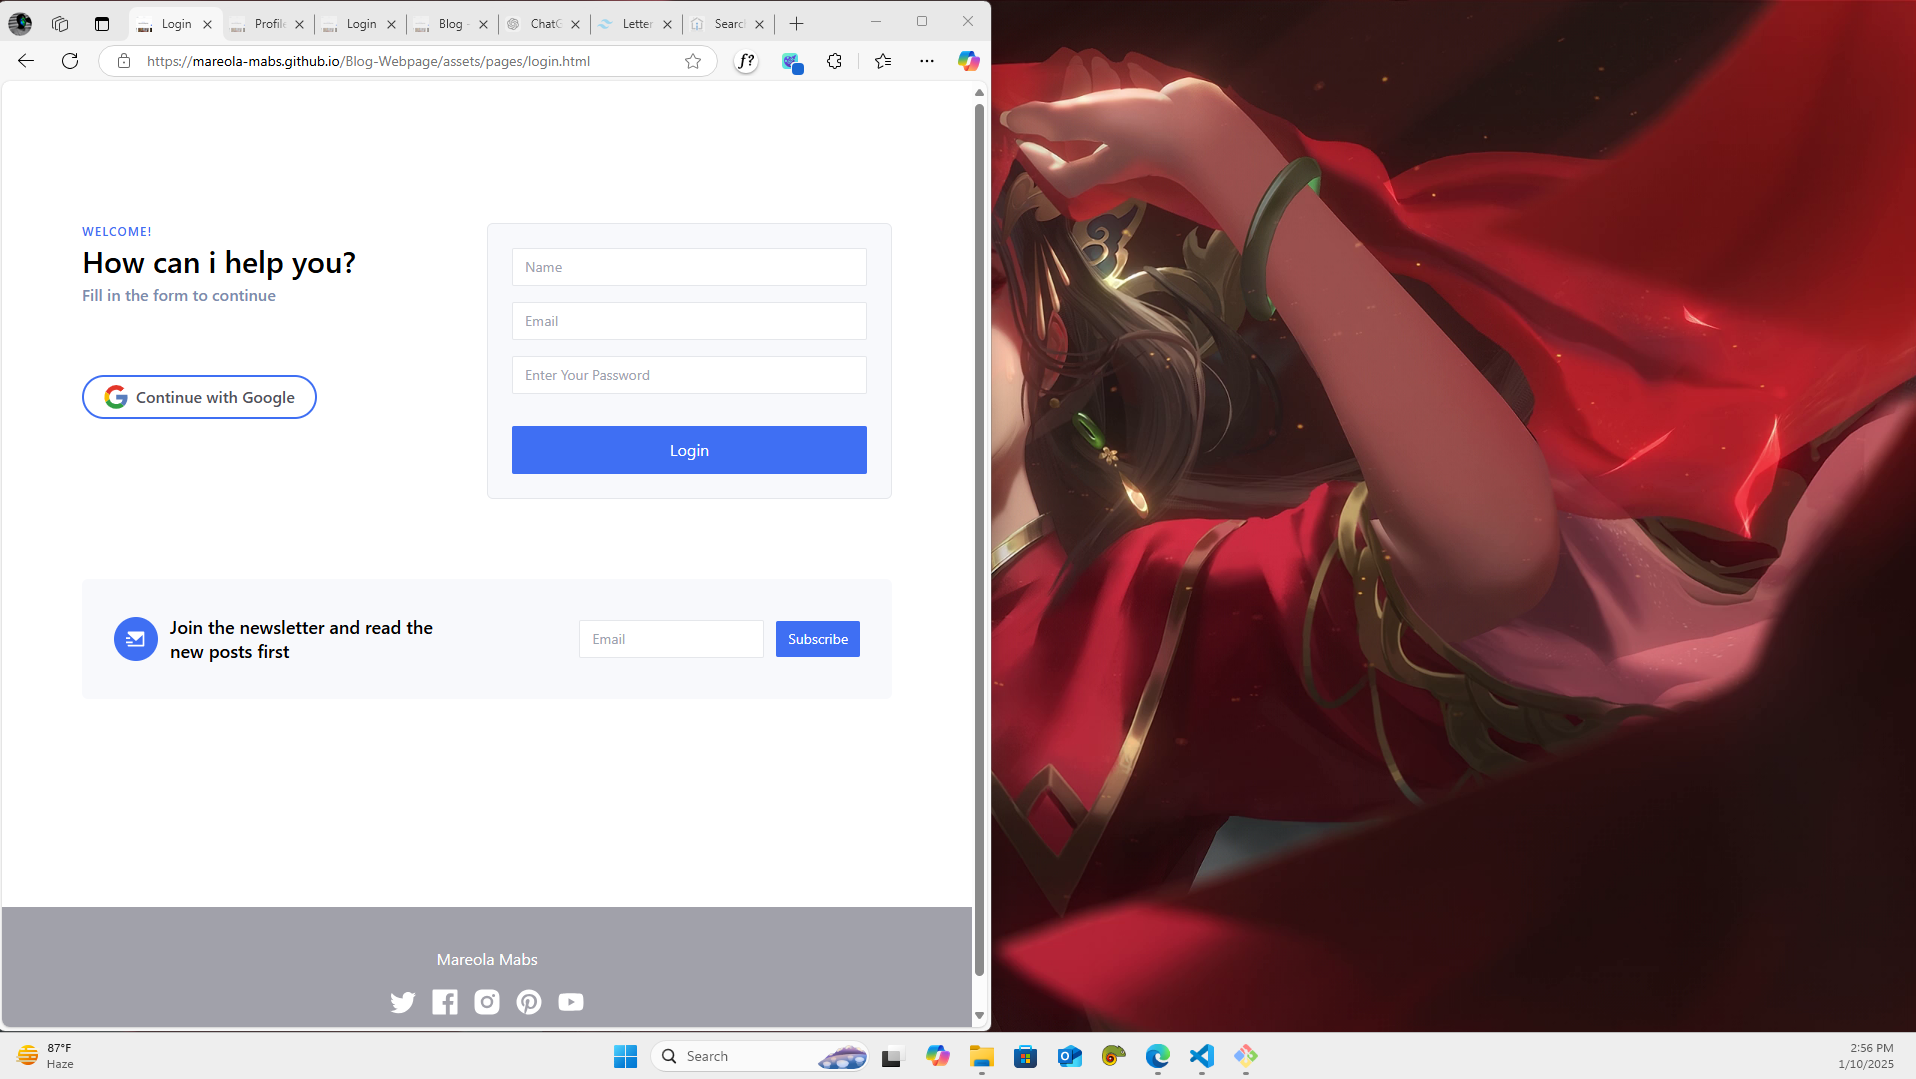 Login
Profile
Login
Blog -
ChatG
Letter
Search
https://mareola-mabs.github.io/Blog-Webpage/assets/pages/login.html
f?
WELCOME!
How can i help you?
Fill in the form to continue
Continue with Google
Name
Email
Enter Your Password
Login
Join the newsletter and read the
new posts first
Email
Subscribe
Mareola Mabs
87°F
Haze
Search
2:56 PM
1/10/2025